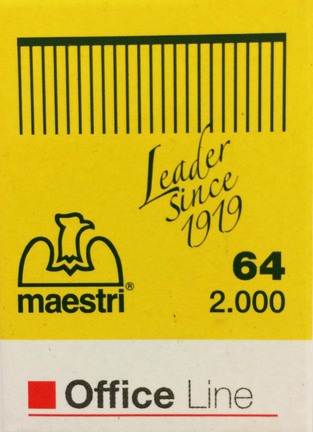 Leader
since
1919
64
maestri®
2.000
Office Line